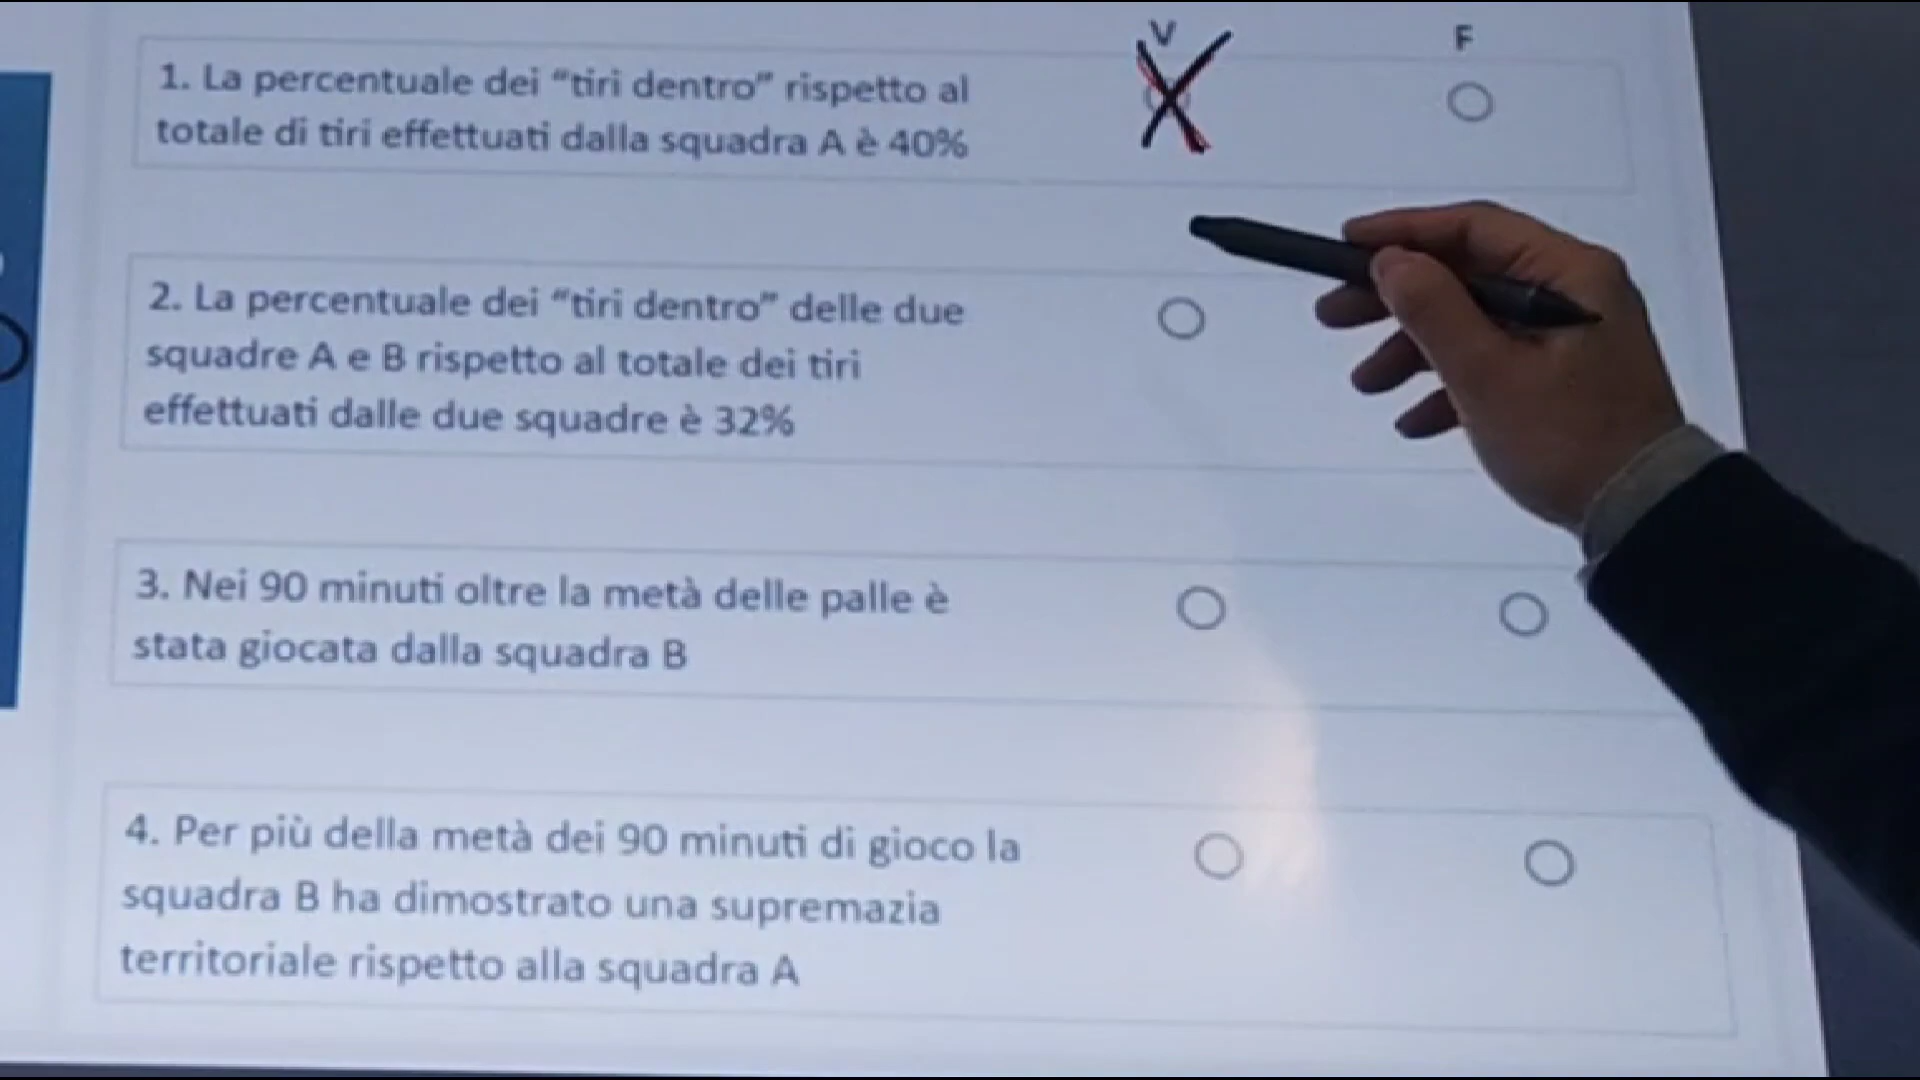 V F
1. La percentuale dei “tiri dentro” rispetto al
totale di tiri effettuati dalla squadra A è 40%
2. La percentuale dei “tiri dentro” delle due
squadre A e B rispetto al totale dei tiri
effettuati dalle due squadre è 32%
3. Nei 90 minuti oltre la metà delle palle è
stata giocata dalla squadra B
4. Per più della metà dei 90 minuti di gioco la
squadra B ha dimostrato una supremazia
territoriale rispetto alla squadra A